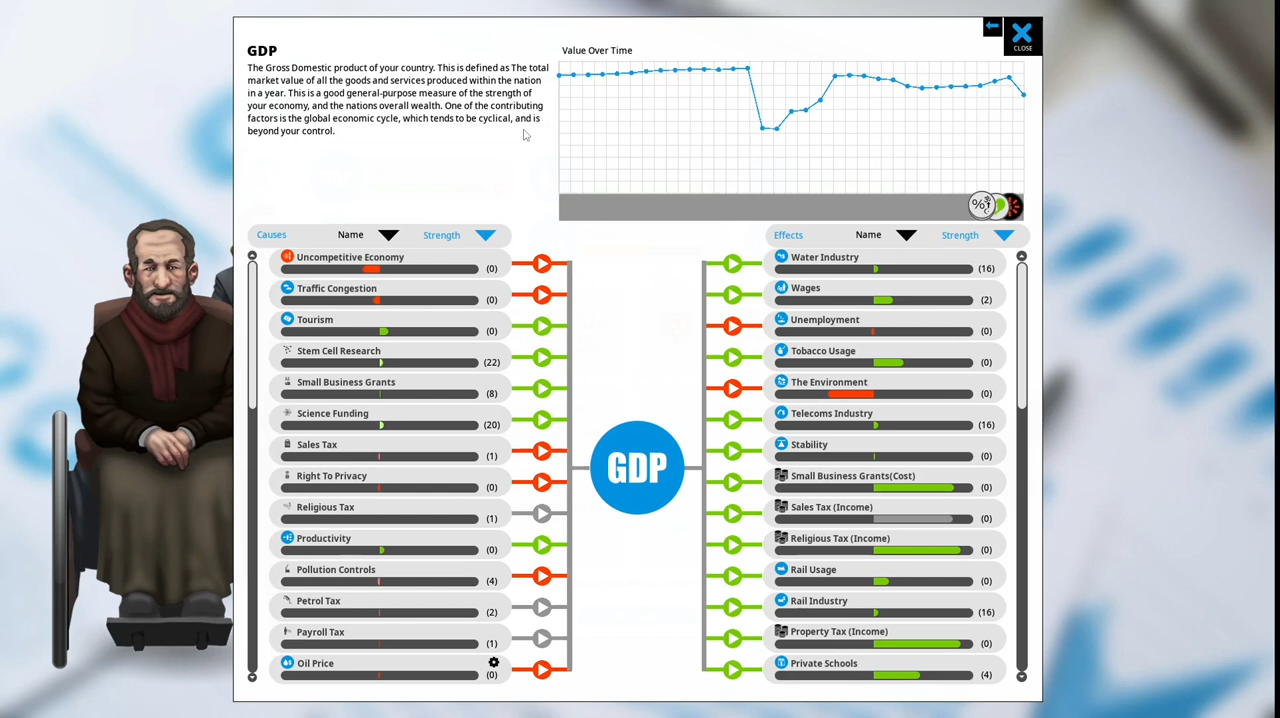 CLOSE
GDP
The Gross Domestic product of your country. This is defined as The total
market value of all the goods and services produced within the nation
in a year. This is a good general-purpose measure of the strength of
your economy, and the nations overall wealth. One of the contributing
factors is the global economic cycle, which tends to be cyclical, and is
beyond your control.
Value Over Time
Causes Name Strength
Uncompetitive Economy
(0)
Traffic Congestion
(0)
Tourism
(0)
Stem Cell Research
(22)
Small Business Grants
(8)
Science Funding
(20)
Sales Tax
(1)
Right To Privacy
(0)
Religious Tax
(1)
Productivity
(0)
Pollution Controls
(4)
Petrol Tax
(2)
Payroll Tax
(1)
Oil Price
(0)
GDP
Effects Name Strength
Water Industry
(16)
Wages
(2)
Unemployment
(0)
Tobacco Usage
(0)
The Environment
(0)
Telecoms Industry
(16)
Stability
(0)
Small Business Grants(Cost)
(0)
Sales Tax (Income)
(0)
Religious Tax (Income)
(0)
Rail Usage
(0)
Rail Industry
(16)
Property Tax (Income)
(0)
Private Schools
(4)